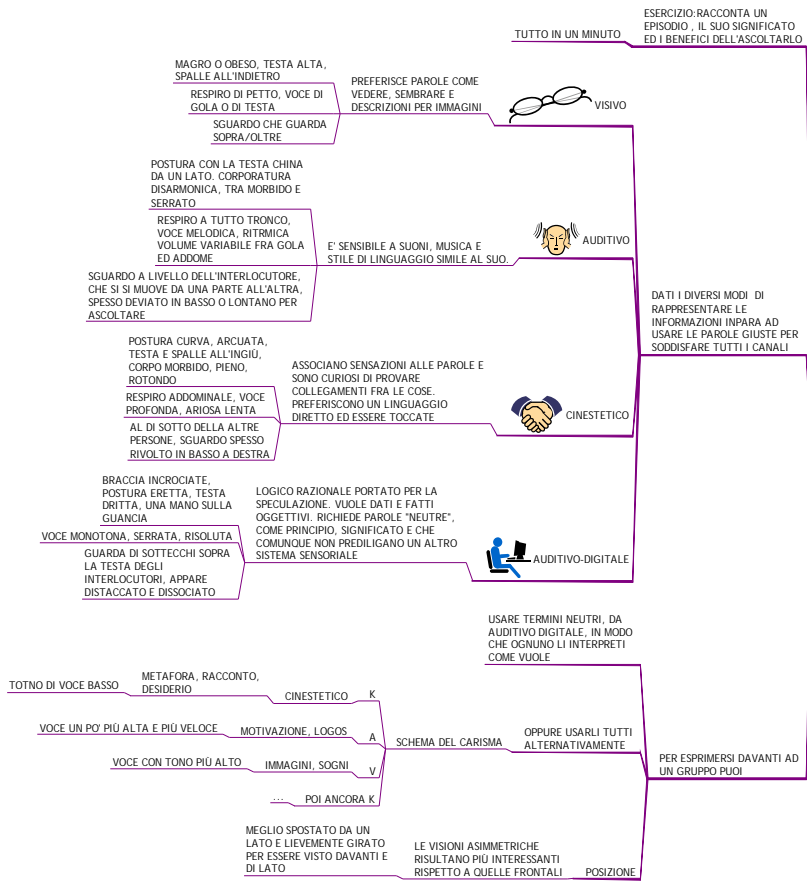 ESERCIZIO:RACCONTA UN
EPISODIO , IL SUO SIGNIFICATO
ED I BENEFICI DELL'ASCOLTARLO
TUTTO IN UN MINUTO
DATI I DIVERSI MODI DI
RAPPRESENTARE LE
INFORMAZIONI INPARA AD
USARE LE PAROLE GIUSTE PER
SODDISFARE TUTTI I CANALI
VISIVO
PREFERISCE PAROLE COME
VEDERE, SEMBRARE E
DESCRIZIONI PER IMMAGINI
MAGRO O OBESO, TESTA ALTA,
SPALLE ALL'INDIETRO
RESPIRO DI PETTO, VOCE DI
GOLA O DI TESTA
SGUARDO CHE GUARDA
SOPRA/OLTRE
AUDITIVO
E' SENSIBILE A SUONI, MUSICA E
STILE DI LINGUAGGIO SIMILE AL SUO.
POSTURA CON LA TESTA CHINA
DA UN LATO. CORPORATURA
DISARMONICA, TRA MORBIDO E
SERRATO
RESPIRO A TUTTO TRONCO,
VOCE MELODICA, RITRMICA
VOLUME VARIABILE FRA GOLA
ED ADDOME
SGUARDO A LIVELLO DELL'INTERLOCUTORE,
CHE SI SI MUOVE DA UNA PARTE ALL'ALTRA,
SPESSO DEVIATO IN BASSO O LONTANO PER
ASCOLTARE
CINESTETICO
ASSOCIANO SENSAZIONI ALLE PAROLE E
SONO CURIOSI DI PROVARE
COLLEGAMENTI FRA LE COSE.
PREFERISCONO UN LINGUAGGIO
DIRETTO ED ESSERE TOCCATE
POSTURA CURVA, ARCUATA,
TESTA E SPALLE ALL'INGIÙ,
CORPO MORBIDO, PIENO,
ROTONDO
RESPIRO ADDOMINALE, VOCE
PROFONDA, ARIOSA LENTA
AL DI SOTTO DELLA ALTRE
PERSONE, SGUARDO SPESSO
RIVOLTO IN BASSO A DESTRA
AUDITIVO-DIGITALE
LOGICO RAZIONALE PORTATO PER LA
SPECULAZIONE. VUOLE DATI E FATTI
OGGETTIVI. RICHIEDE PAROLE "NEUTRE",
COME PRINCIPIO, SIGNIFICATO E CHE
COMUNQUE NON PREDILIGANO UN ALTRO
SISTEMA SENSORIALE
BRACCIA INCROCIATE,
POSTURA ERETTA, TESTA
DRITTA, UNA MANO SULLA
GUANCIA
VOCE MONOTONA, SERRATA, RISOLUTA
GUARDA DI SOTTECCHI SOPRA
LA TESTA DEGLI
INTERLOCUTORI, APPARE
DISTACCATO E DISSOCIATO
PER ESPRIMERSI DAVANTI AD
UN GRUPPO PUOI
USARE TERMINI NEUTRI, DA
AUDITIVO DIGITALE, IN MODO
CHE OGNUNO LI INTERPRETI
COME VUOLE
OPPURE USARLI TUTTI
ALTERNATIVAMENTE
SCHEMA DEL CARISMA
K
CINESTETICO
METAFORA, RACCONTO,
DESIDERIO
TOTNO DI VOCE BASSO
A
MOTIVAZIONE, LOGOS
VOCE UN PO' PIÙ ALTA E PIÙ VELOCE
V
IMMAGINI, SOGNI
VOCE CON TONO PIÙ ALTO
POI ANCORA K
...
POSIZIONE
LE VISIONI ASIMMETRICHE
RISULTANO PIÙ INTERESSANTI
RISPETTO A QUELLE FRONTALI
MEGLIO SPOSTATO DA UN
LATO E LIEVEMENTE GIRATO
PER ESSERE VISTO DAVANTI E
DI LATO